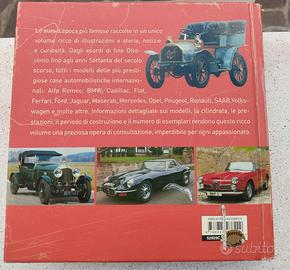 Le auto d'epoca più famose raccolte in un unico
volume ricco di illustrazioni e storia, notizie
e curiosità. Dagli esordi di fine Otto-
cento fino agli anni Settanta del secolo
scorso, tutti i modelli delle più presti-
giose case automobilistiche internazio-
nali: Alfa Romeo, BMW, Cadillac, Fiat,
Ferrari, Ford, Jaguar, Maserati, Mercedes, Opel, Peugeot, Renault, SAAB, Volks-
wagen e molte altre. Informazioni dettagliate sui modelli, la cilindrata, le pre-
stazioni, il periodo di costruzione e il numero di esemplari rendono questo ricco
volume una preziosa opera di consultazione, imperdibile per ogni appassionato.
subito